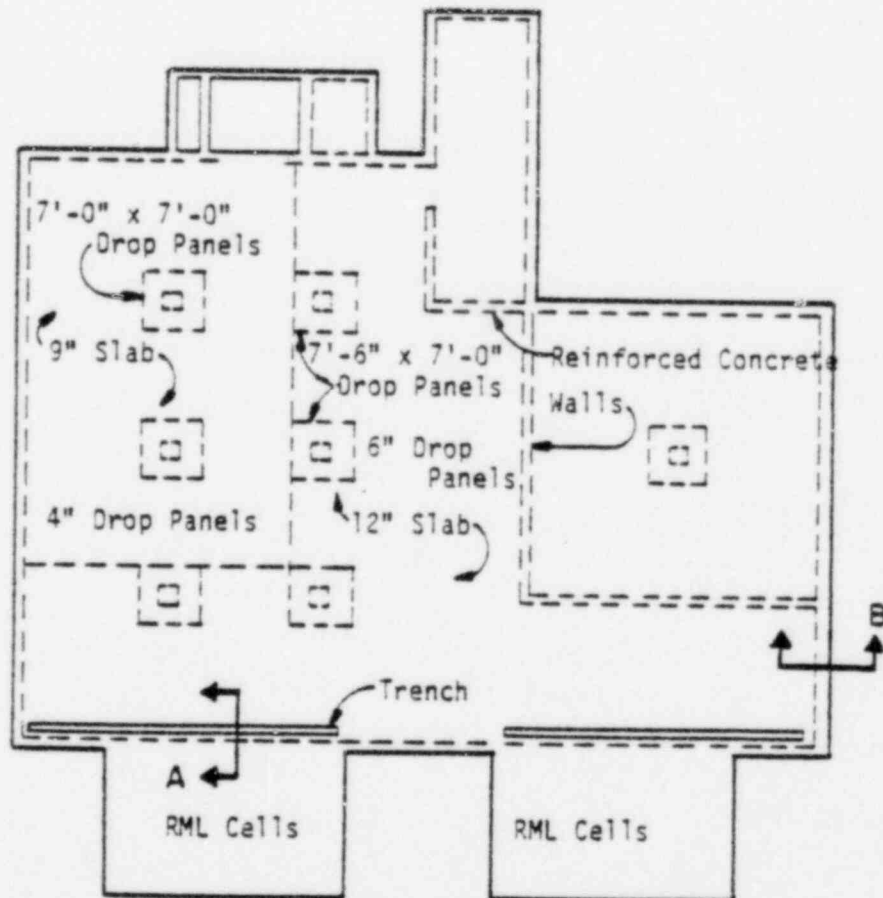 7'-0" x 7'-0"
Drop Panels
9" Slab
7'-6" x 7'-0"
Drop Panels
Reinforced Concrete
Walls
6" Drop
Panels
4" Drop Panels
12" Slab
B
Trench
A
RML Cells
RML Cells